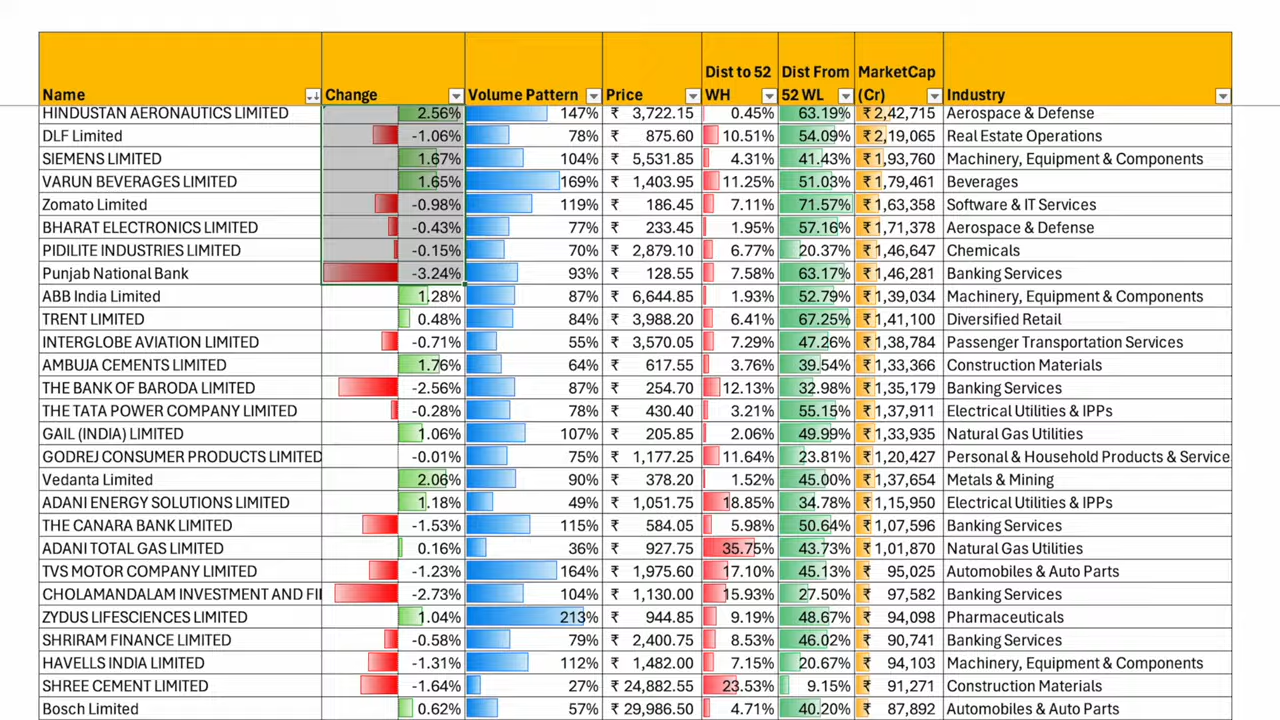 Dist to 52 Dist From MarketCap
Name Change Volume Pattern Price WH 52 WL (Cr) Industry
HINDUSTAN AERONAUTICS LIMITED 2.56% 147% ₹ 3,722.15 0.45% 63.19% ₹ 2,42,715 Aerospace & Defense
DLF Limited -1.06% 78% ₹ 875.60 10.51% 54.09% ₹ 2,19,065 Real Estate Operations
SIEMENS LIMITED 1.67% 104% ₹ 5,531.85 4.31% 41.43% ₹ 1,93,760 Machinery, Equipment & Components
VARUN BEVERAGES LIMITED 1.65% 169% ₹ 1,403.95 11.25% 51.03% ₹ 1,79,461 Beverages
Zomato Limited -0.98% 119% ₹ 186.45 7.11% 71.57% ₹ 1,63,358 Software & IT Services
BHARAT ELECTRONICS LIMITED -0.43% 77% ₹ 233.45 1.95% 57.16% ₹ 1,71,378 Aerospace & Defense
PIDILITE INDUSTRIES LIMITED -0.15% 70% ₹ 2,879.10 6.77% 20.37% ₹ 1,46,647 Chemicals
Punjab National Bank -3.24% 93% ₹ 128.55 7.58% 63.17% ₹ 1,46,281 Banking Services
ABB India Limited 1.28% 87% ₹ 6,644.85 1.93% 52.79% ₹ 1,39,034 Machinery, Equipment & Components
TRENT LIMITED 0.48% 84% ₹ 3,988.20 6.41% 67.25% ₹ 1,41,100 Diversified Retail
INTERGLOBE AVIATION LIMITED -0.71% 55% ₹ 3,570.05 7.29% 47.26% ₹ 1,38,784 Passenger Transportation Services
AMBUJA CEMENTS LIMITED 1.76% 64% ₹ 617.55 3.76% 39.54% ₹ 1,33,366 Construction Materials
THE BANK OF BARODA LIMITED -2.56% 87% ₹ 254.70 12.13% 32.98% ₹ 1,35,179 Banking Services
THE TATA POWER COMPANY LIMITED -0.28% 78% ₹ 430.40 3.21% 55.15% ₹ 1,37,911 Electrical Utilities & IPPs
GAIL (INDIA) LIMITED 1.06% 107% ₹ 205.85 2.06% 49.99% ₹ 1,33,935 Natural Gas Utilities
GODREJ CONSUMER PRODUCTS LIMITED -0.01% 75% ₹ 1,177.25 11.64% 23.81% ₹ 1,20,427 Personal & Household Products & Service
Vedanta Limited 2.06% 90% ₹ 378.20 1.52% 45.00% ₹ 1,37,654 Metals & Mining
ADANI ENERGY SOLUTIONS LIMITED 1.18% 49% ₹ 1,051.75 18.85% 34.78% ₹ 1,15,950 Electrical Utilities & IPPs
THE CANARA BANK LIMITED -1.53% 115% ₹ 584.05 5.98% 50.64% ₹ 1,07,596 Banking Services
ADANI TOTAL GAS LIMITED 0.16% 36% ₹ 927.75 35.75% 43.73% ₹ 1,01,870 Natural Gas Utilities
TVS MOTOR COMPANY LIMITED -1.23% 164% ₹ 1,975.60 17.10% 45.13% ₹ 95,025 Automobiles & Auto Parts
CHOLAMANDALAM INVESTMENT AND FI -2.73% 104% ₹ 1,130.00 15.93% 27.50% ₹ 97,582 Banking Services
ZYDUS LIFESCIENCES LIMITED 1.04% 213% ₹ 944.85 9.19% 48.67% ₹ 94,098 Pharmaceuticals
SHRIRAM FINANCE LIMITED -0.58% 79% ₹ 2,400.75 8.53% 46.02% ₹ 90,741 Banking Services
HAVELLS INDIA LIMITED -1.31% 112% ₹ 1,482.00 7.15% 20.67% ₹ 94,103 Machinery, Equipment & Components
SHREE CEMENT LIMITED -1.64% 27% ₹ 24,882.55 23.53% 9.15% ₹ 91,271 Construction Materials
Bosch Limited 0.62% 57% ₹ 29,986.50 4.71% 40.20% ₹ 87,892 Automobiles & Auto Parts